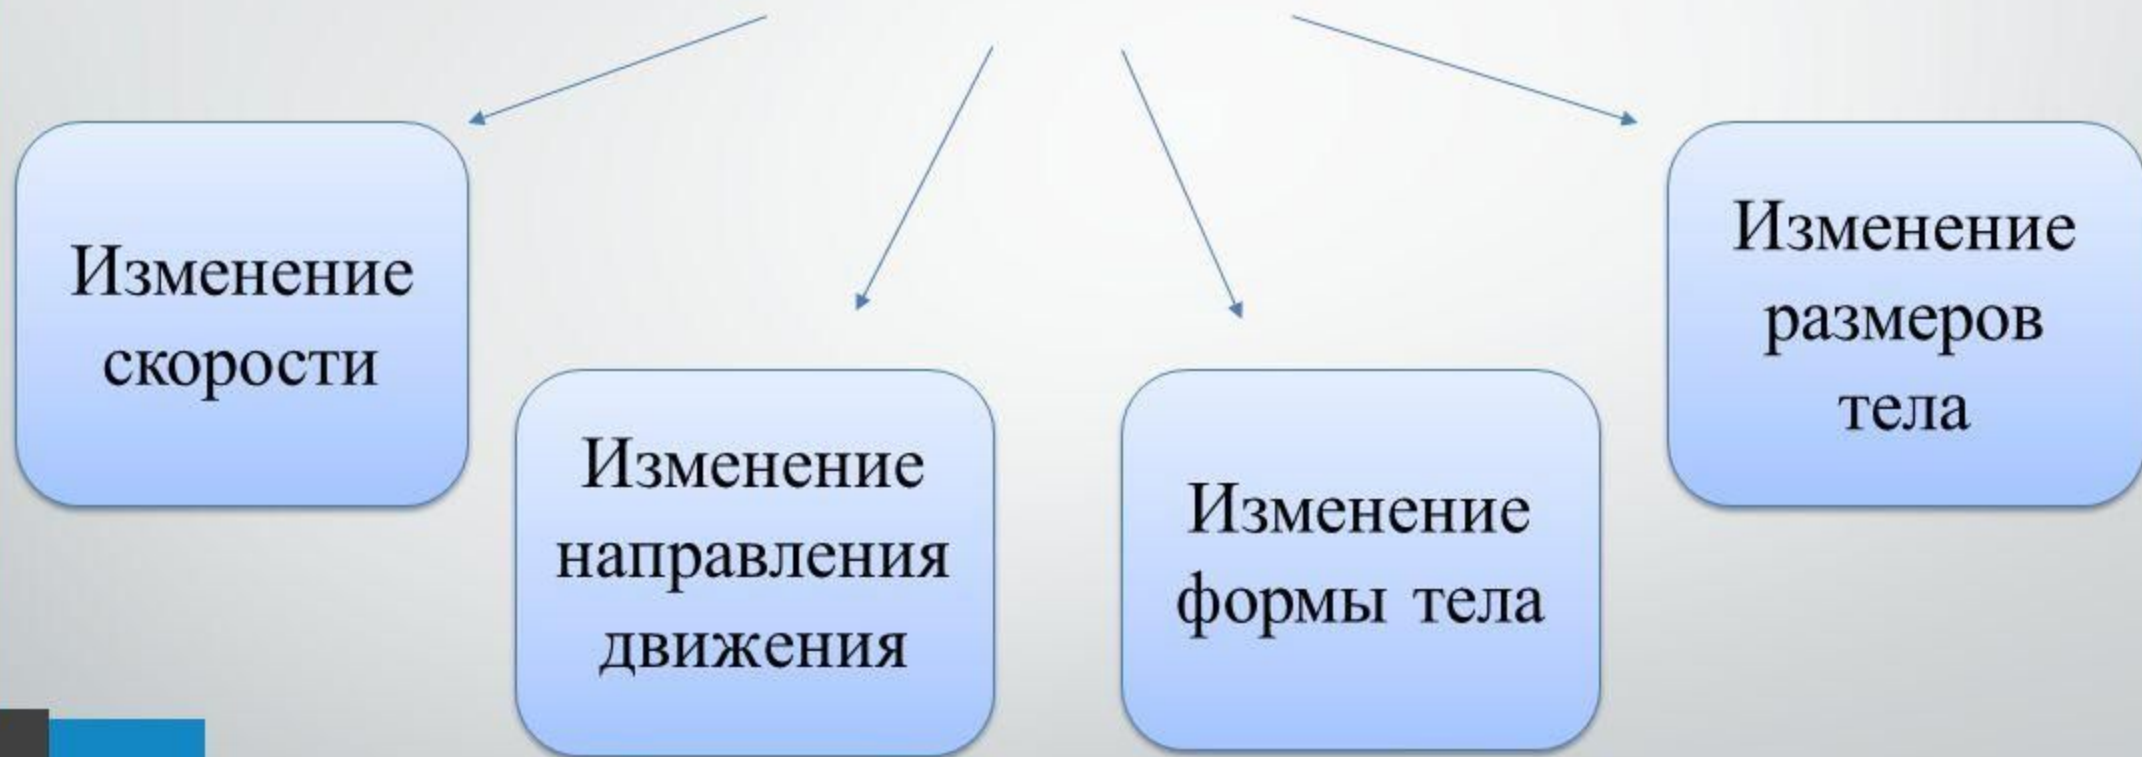 Изменение
скорости
Изменение
направления
движения
Изменение
формы тела
Изменение
размеров
тела